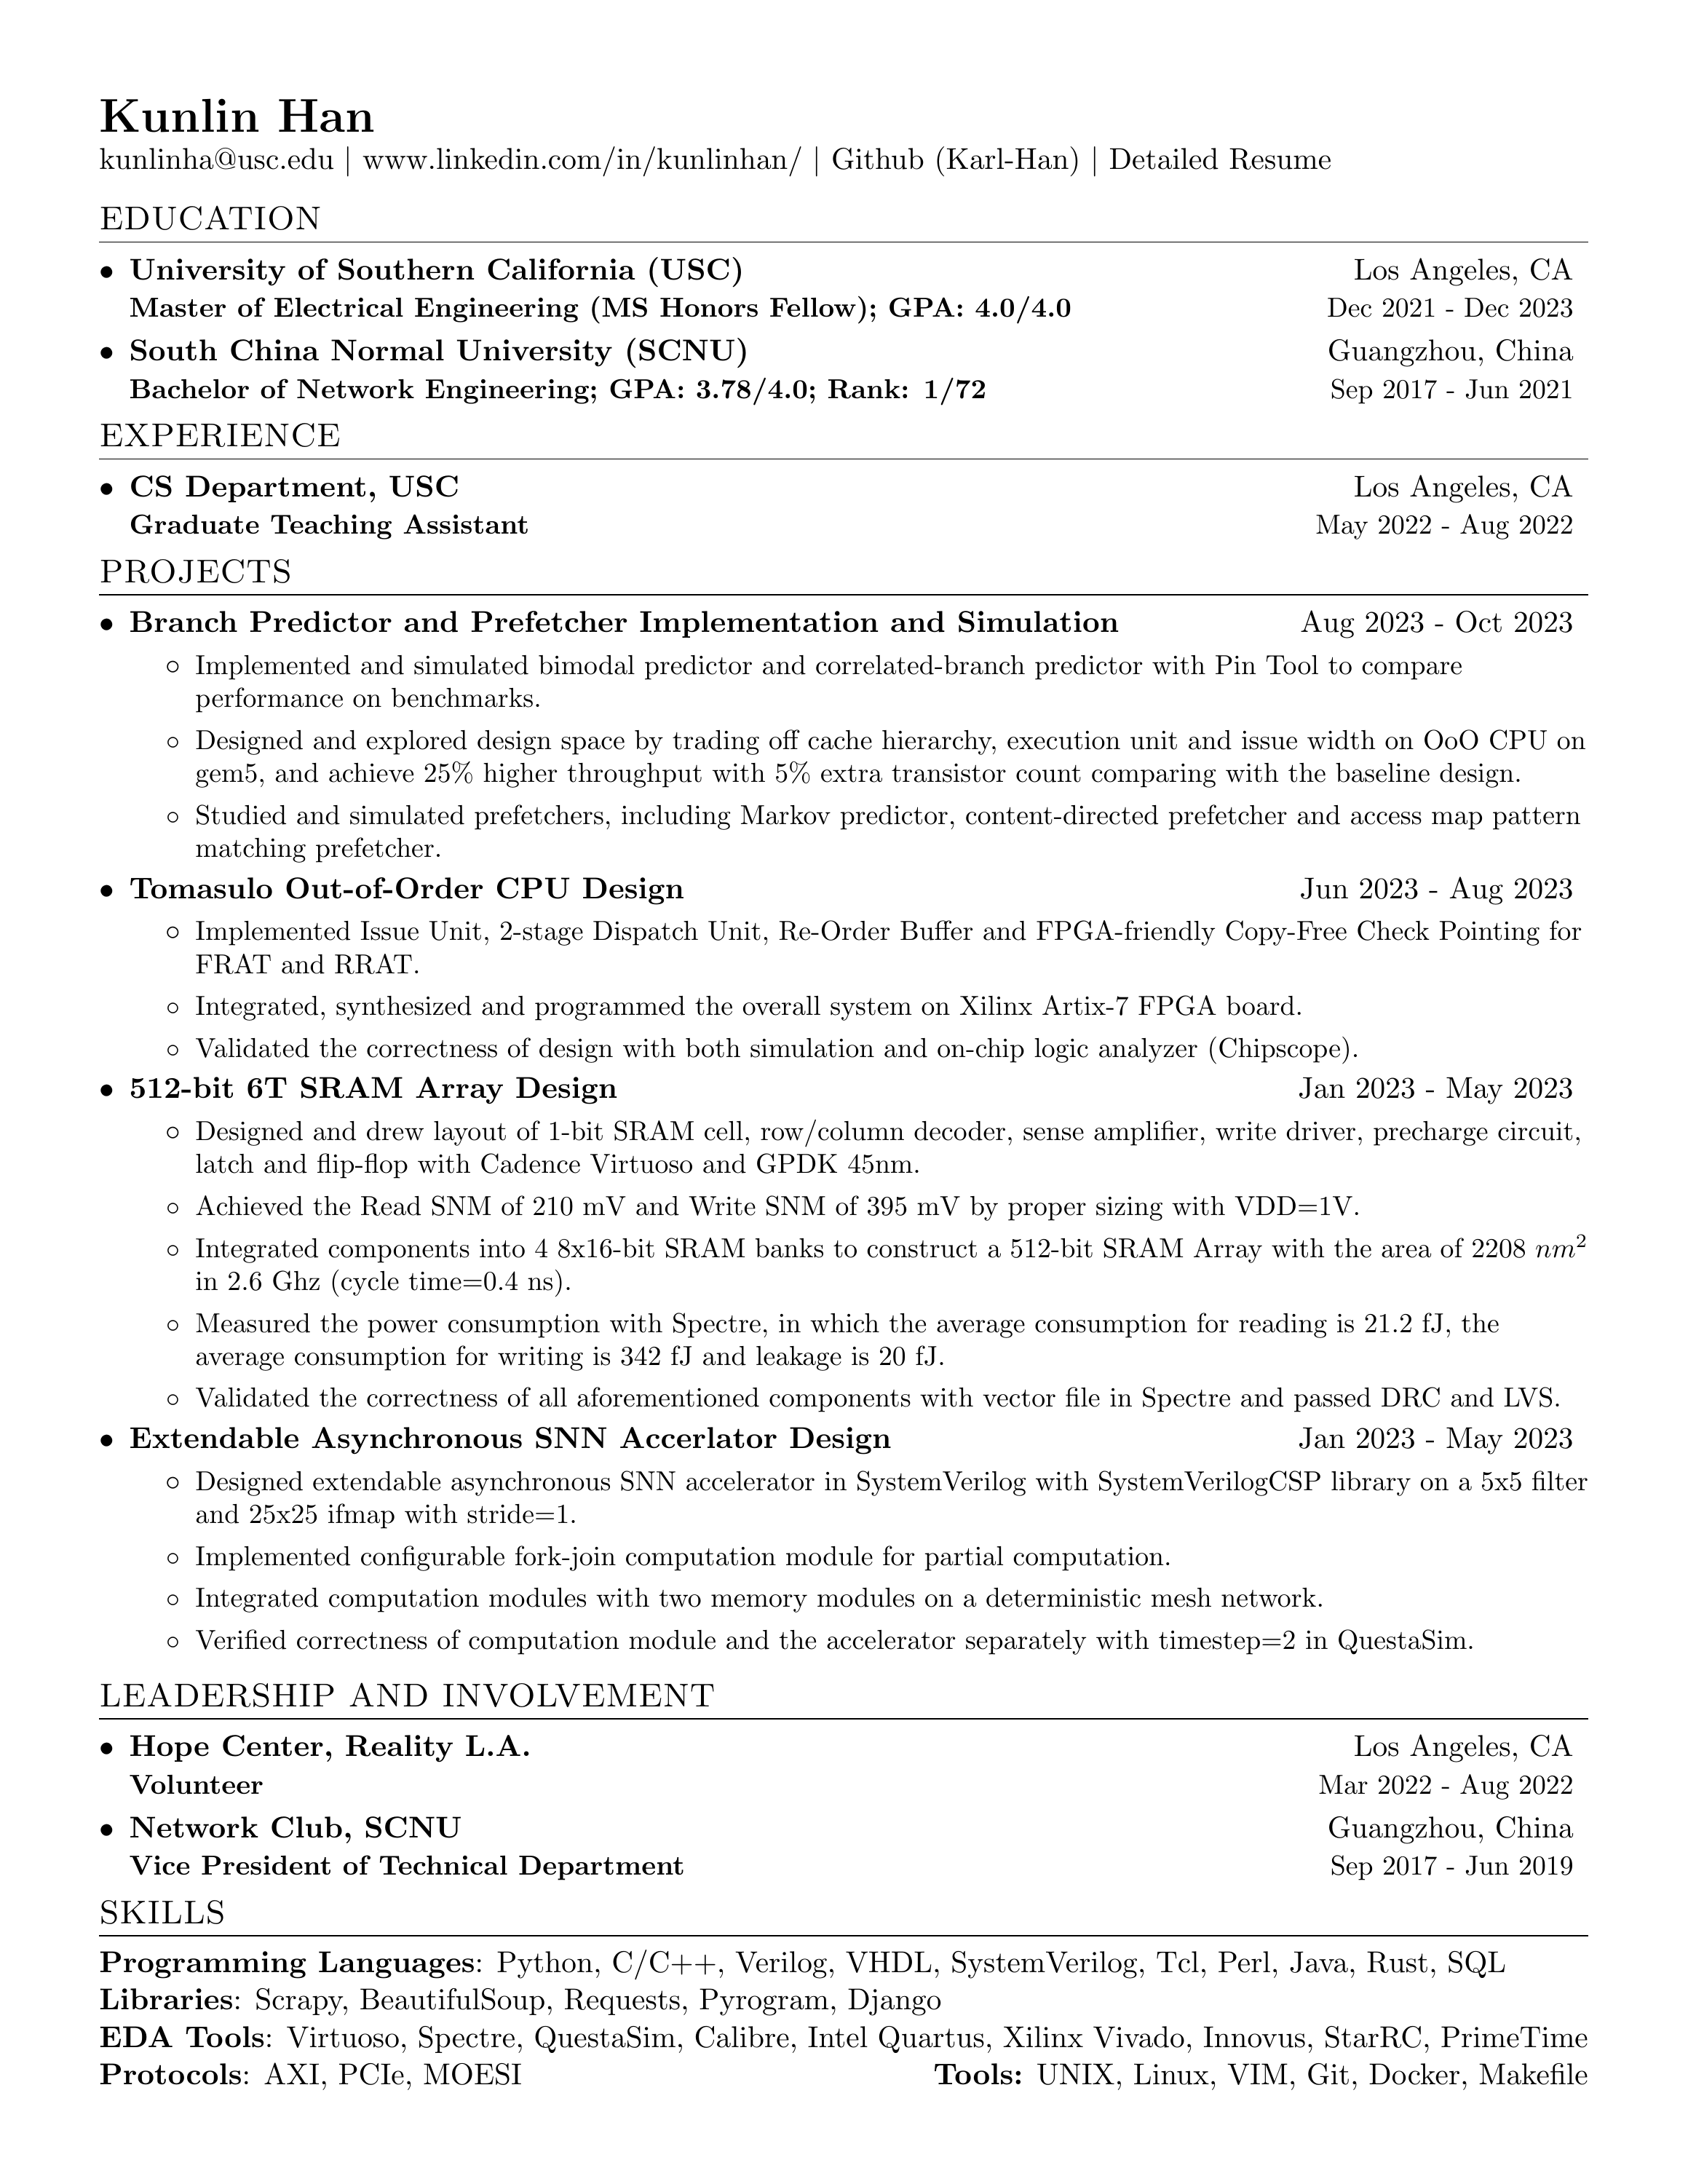 Kunlin Han
kunlinha@usc.edu | www.linkedin.com/in/kunlinhan/ | Github (Karl-Han) | Detailed Resume
EDUCATION
• University of Southern California (USC) Los Angeles, CA
Master of Electrical Engineering (MS Honors Fellow); GPA: 4.0/4.0 Dec 2021 - Dec 2023
• South China Normal University (SCNU) Guangzhou, China
Bachelor of Network Engineering; GPA: 3.78/4.0; Rank: 1/72 Sep 2017 - Jun 2021
EXPERIENCE
• CS Department, USC Los Angeles, CA
Graduate Teaching Assistant May 2022 - Aug 2022
PROJECTS
• Branch Predictor and Prefetcher Implementation and Simulation Aug 2023 - Oct 2023
◦ Implemented and simulated bimodal predictor and correlated-branch predictor with Pin Tool to compare
performance on benchmarks.
◦ Designed and explored design space by trading off cache hierarchy, execution unit and issue width on OoO CPU on
gem5, and achieve 25% higher throughput with 5% extra transistor count comparing with the baseline design.
◦ Studied and simulated prefetchers, including Markov predictor, content-directed prefetcher and access map pattern
matching prefetcher.
• Tomasulo Out-of-Order CPU Design Jun 2023 - Aug 2023
◦ Implemented Issue Unit, 2-stage Dispatch Unit, Re-Order Buffer and FPGA-friendly Copy-Free Check Pointing for
FRAT and RRAT.
◦ Integrated, synthesized and programmed the overall system on Xilinx Artix-7 FPGA board.
◦ Validated the correctness of design with both simulation and on-chip logic analyzer (Chipscope).
• 512-bit 6T SRAM Array Design Jan 2023 - May 2023
◦ Designed and drew layout of 1-bit SRAM cell, row/column decoder, sense amplifier, write driver, precharge circuit,
latch and flip-flop with Cadence Virtuoso and GPDK 45nm.
◦ Achieved the Read SNM of 210 mV and Write SNM of 395 mV by proper sizing with VDD=1V.
◦ Integrated components into 4 8x16-bit SRAM banks to construct a 512-bit SRAM Array with the area of 2208 nm²
in 2.6 Ghz (cycle time=0.4 ns).
◦ Measured the power consumption with Spectre, in which the average consumption for reading is 21.2 fJ, the
average consumption for writing is 342 fJ and leakage is 20 fJ.
◦ Validated the correctness of all aforementioned components with vector file in Spectre and passed DRC and LVS.
• Extendable Asynchronous SNN Accerlator Design Jan 2023 - May 2023
◦ Designed extendable asynchronous SNN accelerator in SystemVerilog with SystemVerilogCSP library on a 5x5 filter
and 25x25 ifmap with stride=1.
◦ Implemented configurable fork-join computation module for partial computation.
◦ Integrated computation modules with two memory modules on a deterministic mesh network.
◦ Verified correctness of computation module and the accelerator separately with timestep=2 in QuestaSim.
LEADERSHIP AND INVOLVEMENT
• Hope Center, Reality L.A. Los Angeles, CA
Volunteer Mar 2022 - Aug 2022
• Network Club, SCNU Guangzhou, China
Vice President of Technical Department Sep 2017 - Jun 2019
SKILLS
Programming Languages: Python, C/C++, Verilog, VHDL, SystemVerilog, Tcl, Perl, Java, Rust, SQL
Libraries: Scrapy, BeautifulSoup, Requests, Pyrogram, Django
EDA Tools: Virtuoso, Spectre, QuestaSim, Calibre, Intel Quartus, Xilinx Vivado, Innovus, StarRC, PrimeTime
Protocols: AXI, PCIe, MOESI Tools: UNIX, Linux, VIM, Git, Docker, Makefile